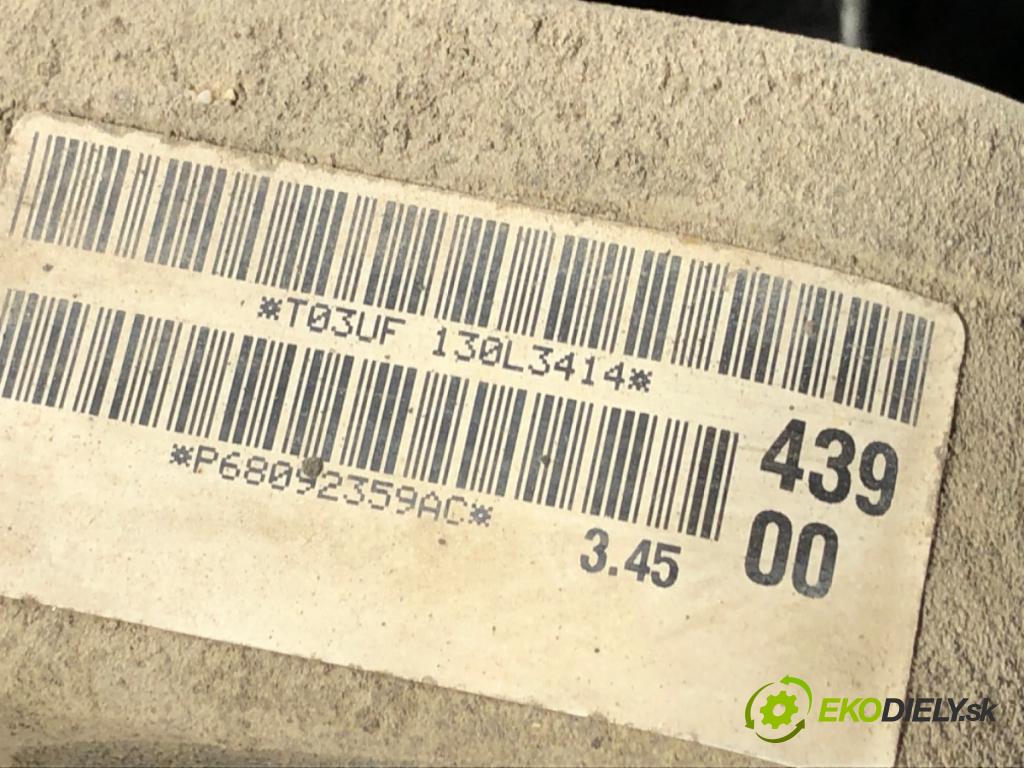 *T03UF 130L3414*
*P68092359AC*
439
3.45
00
EKODIELY.sk